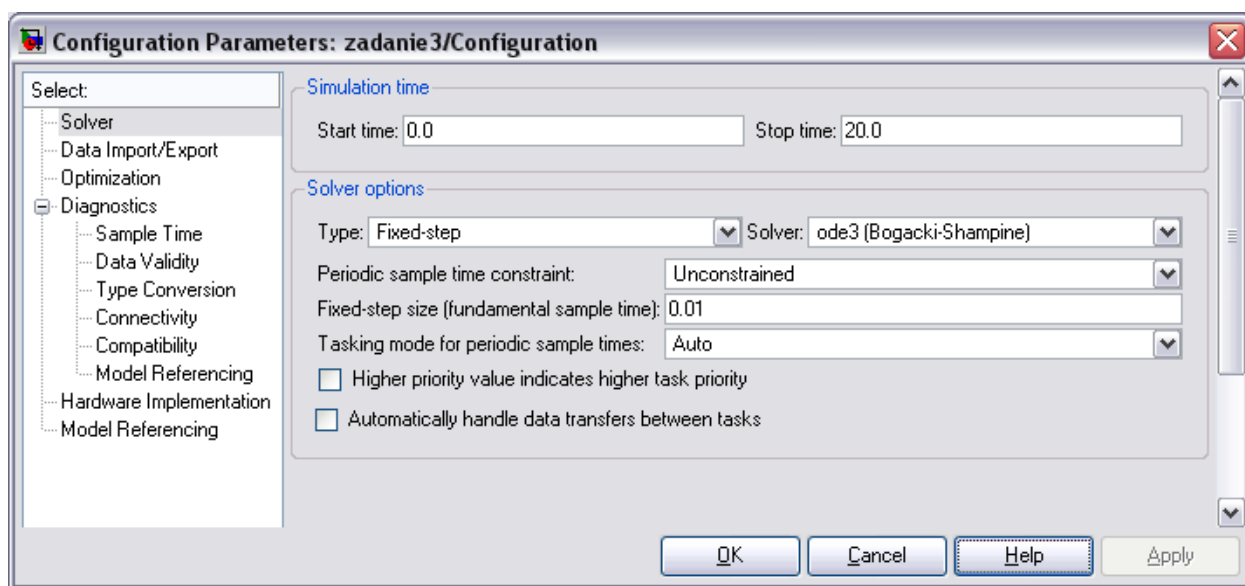 Configuration Parameters: zadanie3/Configuration
Select:
Solver
Data Import/Export
Optimization
Diagnostics
Sample Time
Data Validity
Type Conversion
Connectivity
Compatibility
Model Referencing
Hardware Implementation
Model Referencing
Simulation time
Start time: 0.0 Stop time: 20.0
Solver options
Type: Fixed-step Solver: ode3 (Bogacki-Shampine)
Periodic sample time constraint: Unconstrained
Fixed-step size (fundamental sample time): 0.01
Tasking mode for periodic sample times: Auto
Higher priority value indicates higher task priority
Automatically handle data transfers between tasks
OK Cancel Help Apply